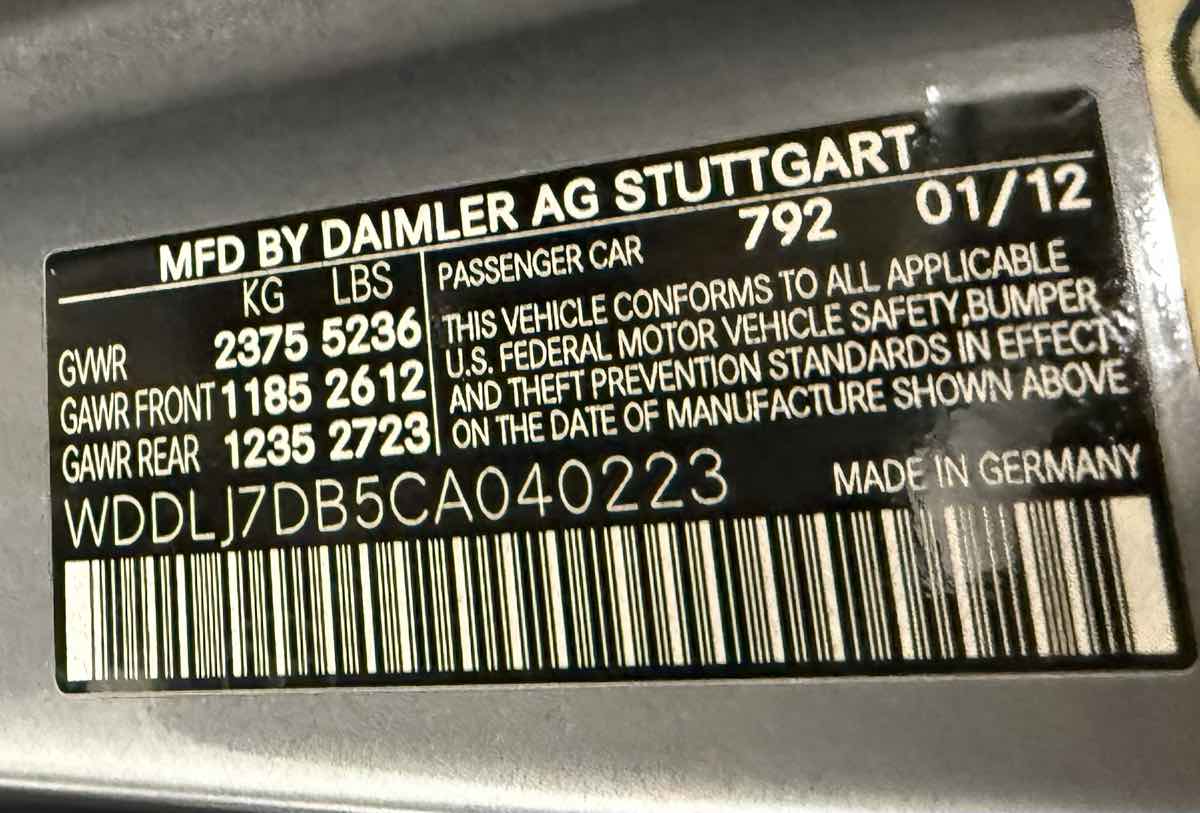 MFD BY DAIMLER AG STUTTGART
KG LBS
GVWR 2375 5236
GAWR FRONT 1185 2612
GAWR REAR 1235 2723
PASSENGER CAR 792 01/12
THIS VEHICLE CONFORMS TO ALL APPLICABLE
U.S. FEDERAL MOTOR VEHICLE SAFETY,BUMPER
AND THEFT PREVENTION STANDARDS IN EFFECT
ON THE DATE OF MANUFACTURE SHOWN ABOVE
WDDLJ7DB5CA040223 MADE IN GERMANY